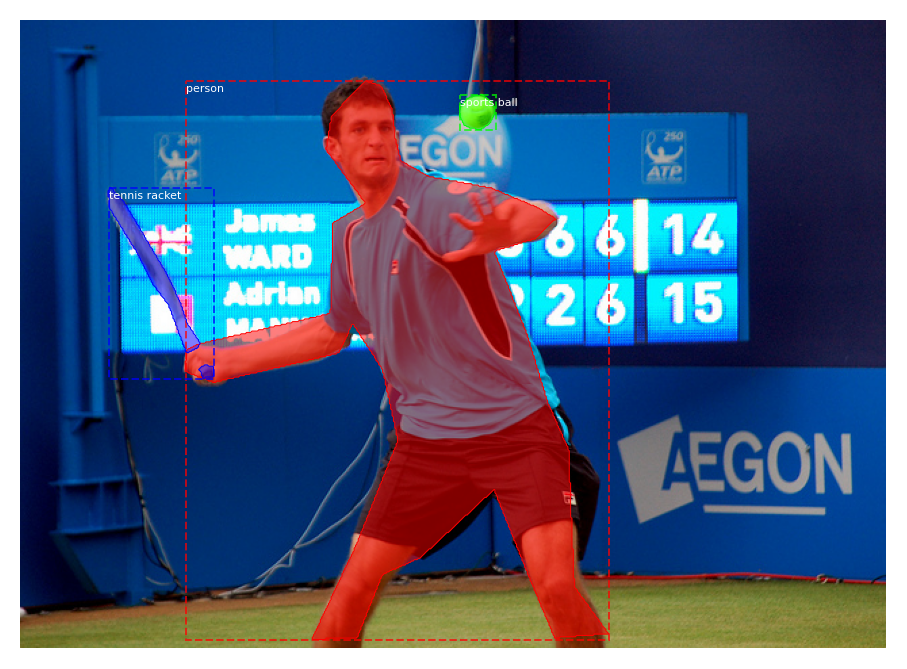 person
sports ball
250
ATP
AEGON
250
ATP
tennis racket
James
WARD
6 6 14
Adrian
2 6 15
AEGON